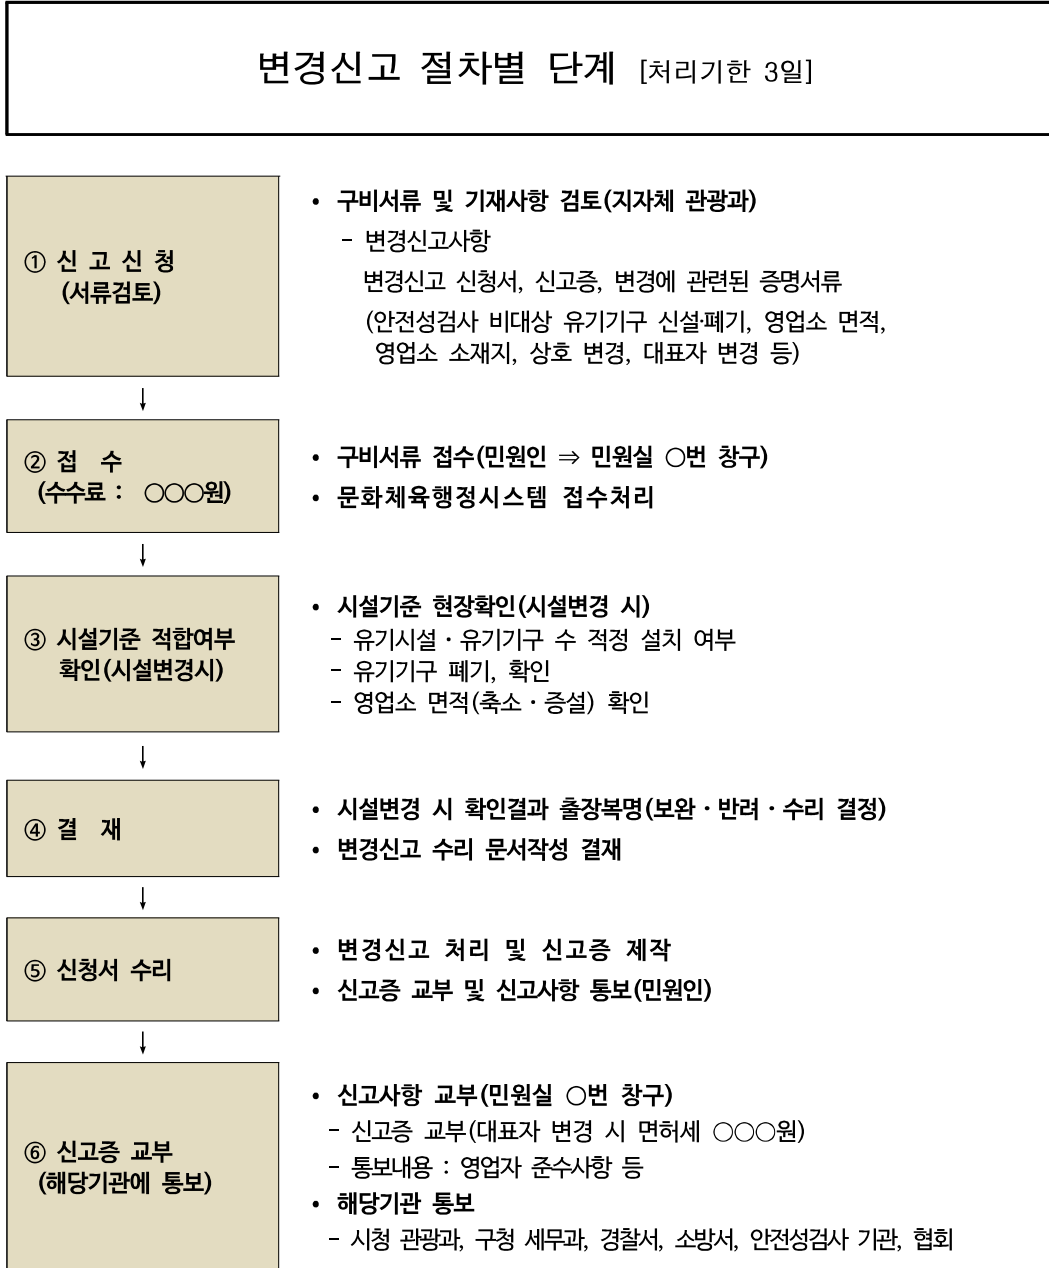 변경신고 절차별 단계 [처리기한 3일]
① 신 고 신 청
(서류검토)
• 구비서류 및 기재사항 검토(지자체 관광과)
- 변경신고사항
변경신고 신청서, 신고증, 변경에 관련된 증명서류
(안전성검사 비대상 유기기구 신설·폐기, 영업소 면적,
영업소 소재지, 상호 변경, 대표자 변경 등)
↓
② 접 수
(수수료 : ○○○원)
• 구비서류 접수(민원인 ⇒ 민원실 ○번 창구)
• 문화체육행정시스템 접수처리
↓
③ 시설기준 적합여부
확인(시설변경시)
• 시설기준 현장확인(시설변경 시)
- 유기시설·유기기구 수 적정 설치 여부
- 유기기구 폐기, 확인
- 영업소 면적(축소·증설) 확인
↓
④ 결 재
• 시설변경 시 확인결과 출장복명(보완·반려·수리 결정)
• 변경신고 수리 문서작성 결재
↓
⑤ 신청서 수리
• 변경신고 처리 및 신고증 제작
• 신고증 교부 및 신고사항 통보(민원인)
↓
⑥ 신고증 교부
(해당기관에 통보)
• 신고사항 교부(민원실 ○번 창구)
- 신고증 교부(대표자 변경 시 면허세 ○○○원)
- 통보내용 : 영업자 준수사항 등
• 해당기관 통보
- 시청 관광과, 구청 세무과, 경찰서, 소방서, 안전성검사 기관, 협회